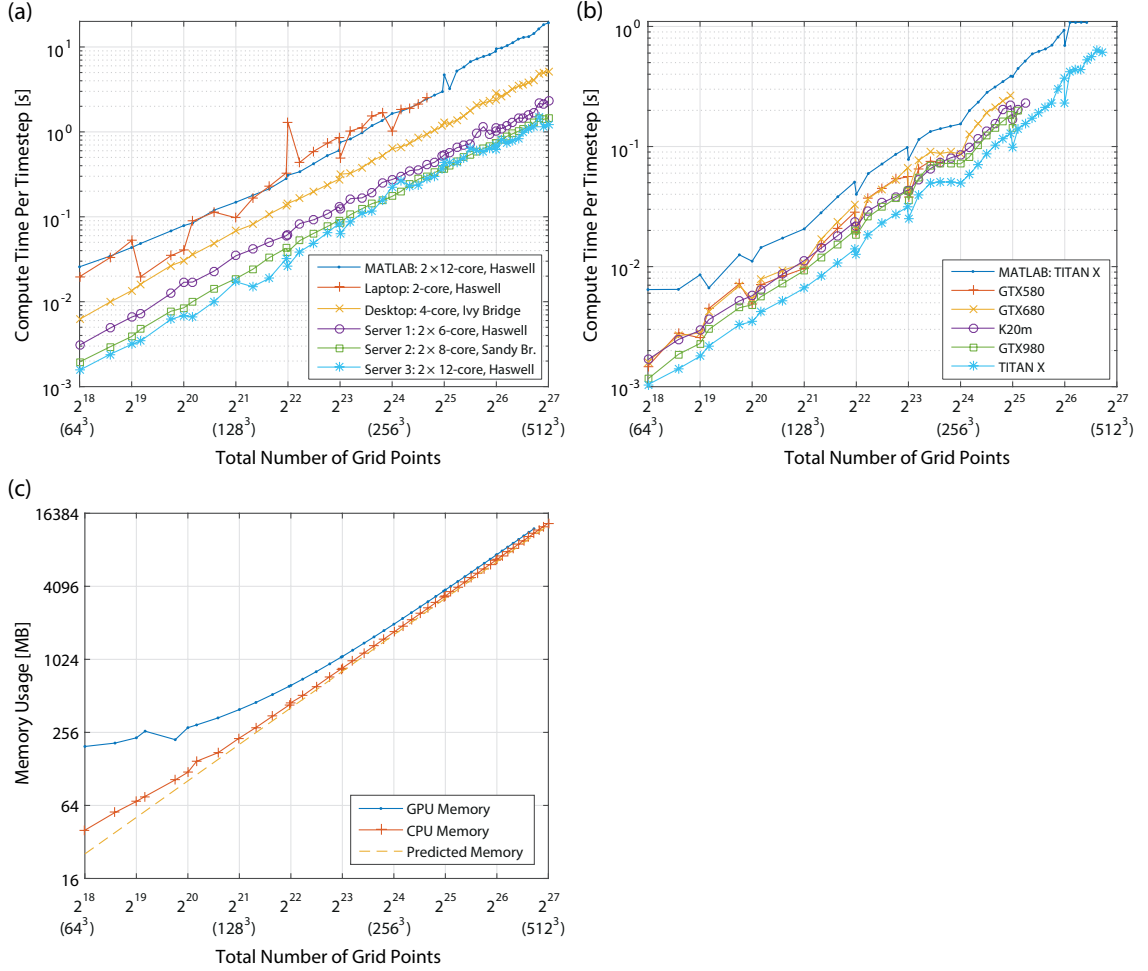 (a)
Compute Time Per Timestep [s]
10^1
10^0
10^-1
10^-2
10^-3
MATLAB: 2 × 12-core, Haswell
Laptop: 2-core, Haswell
Desktop: 4-core, Ivy Bridge
Server 1: 2 × 6-core, Haswell
Server 2: 2 × 8-core, Sandy Br.
Server 3: 2 × 12-core, Haswell
2^18 2^19 2^20 2^21 2^22 2^23 2^24 2^25 2^26 2^27
(64^3) (128^3) (256^3) (512^3)
Total Number of Grid Points
(b)
Compute Time Per Timestep [s]
10^0
10^-1
10^-2
10^-3
MATLAB: TITAN X
GTX580
GTX680
K20m
GTX980
TITAN X
2^18 2^19 2^20 2^21 2^22 2^23 2^24 2^25 2^26 2^27
(64^3) (128^3) (256^3) (512^3)
Total Number of Grid Points
(c)
Memory Usage [MB]
16384
4096
1024
256
64
16
GPU Memory
CPU Memory
Predicted Memory
2^18 2^19 2^20 2^21 2^22 2^23 2^24 2^25 2^26 2^27
(64^3) (128^3) (256^3) (512^3)
Total Number of Grid Points